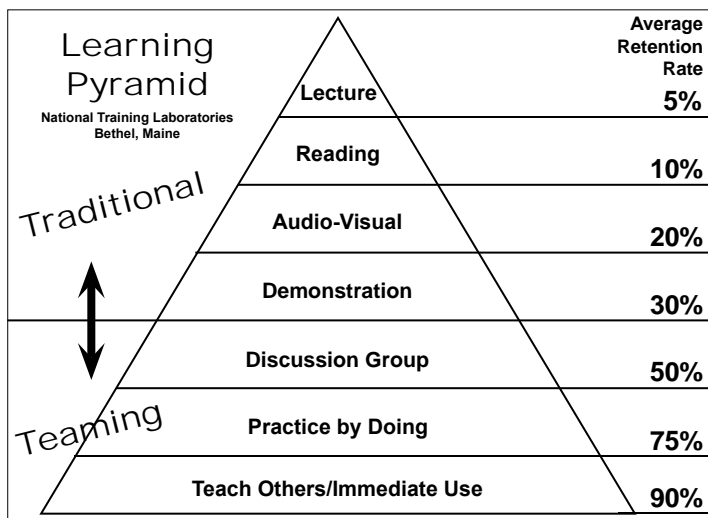 Learning
Pyramid
National Training Laboratories
Bethel, Maine
Average
Retention
Rate
Lecture
5%
Reading
10%
Traditional
Audio-Visual
20%
Demonstration
30%
Discussion Group
50%
Teaming
Practice by Doing
75%
Teach Others/Immediate Use
90%